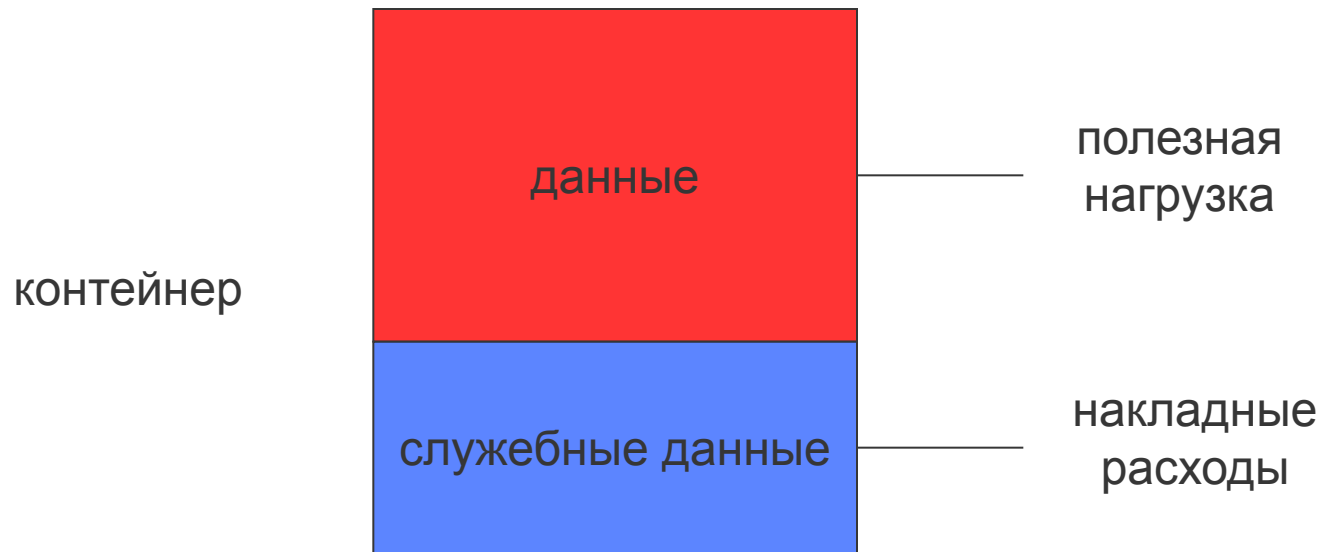 контейнер
данные
полезная
нагрузка
служебные данные
накладные
расходы